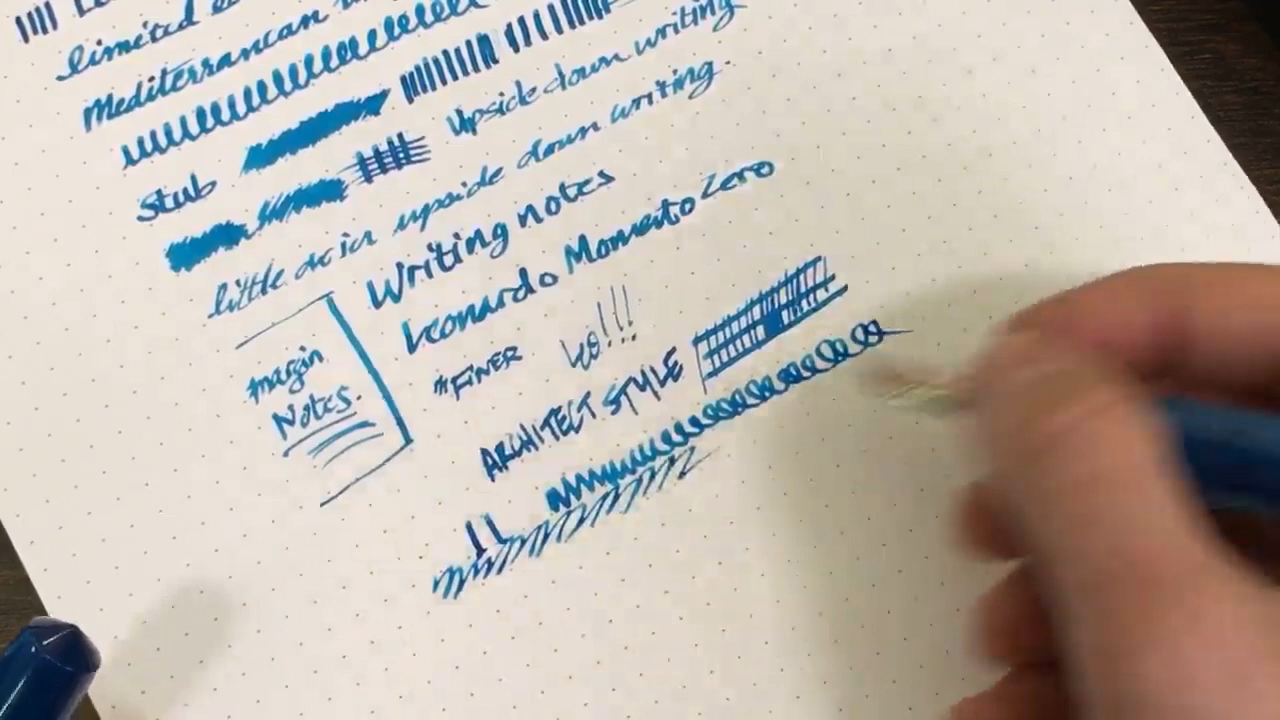 limited
Mediterranean
Stub
Upside down writing
little upside down writing.
Writing notes
Leonardo Momento Zero
margin
Notes.
*FINER
ARCHITECT STYLE